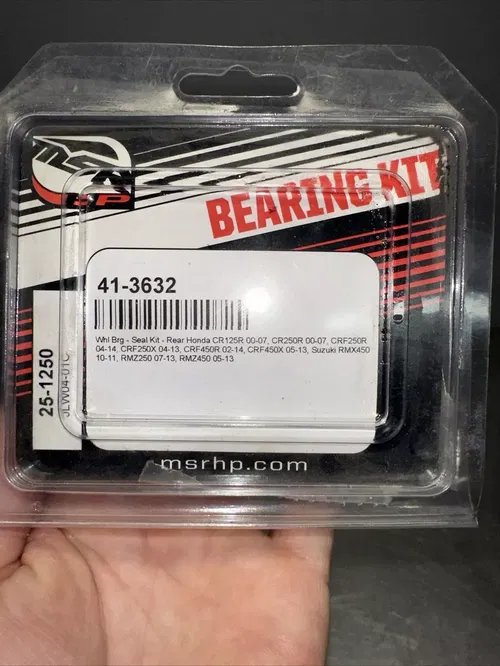 MSR
HP
BEARING KIT
41-3632
Whl Brg - Seal Kit - Rear Honda CR125R 00-07, CR250R 00-07, CRF250R
04-14, CRF250X 04-13, CRF450R 02-14, CRF450X 05-13, Suzuki RMX450
10-11, RMZ250 07-13, RMZ450 05-13
25-1250
msrhp.com